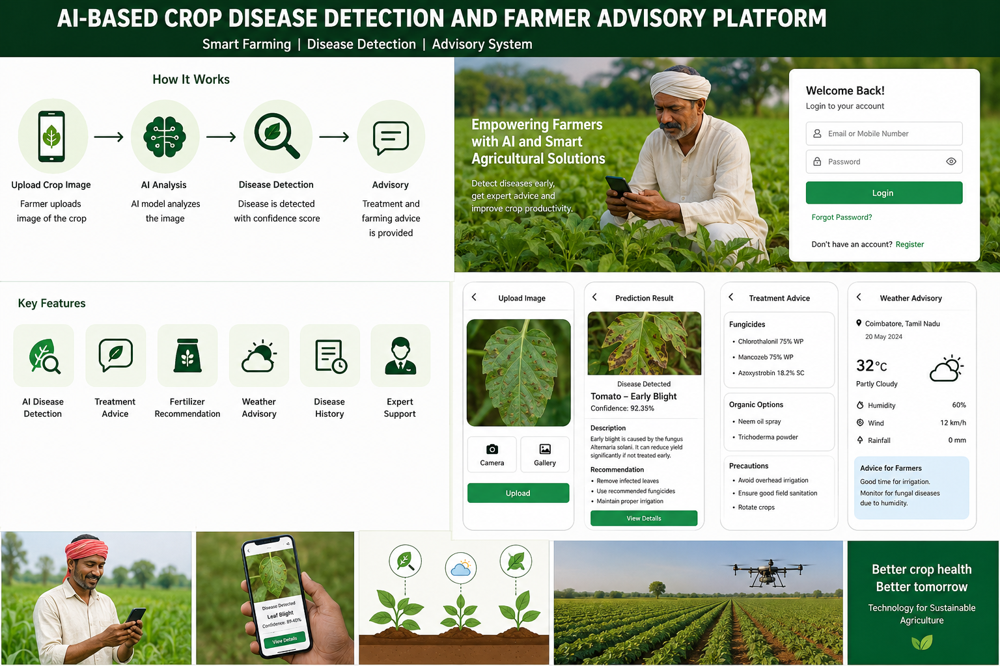 AI-BASED CROP DISEASE DETECTION AND FARMER ADVISORY PLATFORM
Smart Farming | Disease Detection | Advisory System
How It Works
Upload Crop Image
Farmer uploads
image of the crop
AI Analysis
AI model analyzes
the image
Disease Detection
Disease is detected
with confidence score
Advisory
Treatment and
farming advice
is provided
Empowering Farmers
with AI and Smart
Agricultural Solutions
Detect diseases early,
get expert advice and
improve crop productivity.
Welcome Back!
Login to your account
Email or Mobile Number
Password
Login
Forgot Password?
Don't have an account? Register
Key Features
AI Disease
Detection
Treatment
Advice
Fertilizer
Recommendation
Weather
Advisory
Disease
History
Expert
Support
Upload Image
Camera
Gallery
Upload
Prediction Result
Disease Detected
Tomato – Early Blight
Confidence: 92.35%
Description
Early blight is caused by the fungus
Alternaria solani. It can reduce yield
significantly if not treated early.
Recommendation
• Remove infected leaves
• Use recommended fungicides
• Maintain proper irrigation
View Details
Treatment Advice
Fungicides
• Chlorothalonil 75% WP
• Mancozeb 75% WP
• Azoxystrobin 18.2% SC
Organic Options
• Neem oil spray
• Trichoderma powder
Precautions
• Avoid overhead irrigation
• Ensure good field sanitation
• Rotate crops
Weather Advisory
Coimbatore, Tamil Nadu
20 May 2024
32°C
Partly Cloudy
Humidity 60%
Wind 12 km/h
Rainfall 0 mm
Advice for Farmers
Good time for irrigation.
Monitor for fungal diseases
due to humidity.
Disease Detected
Leaf Blight
Confidence: 89.40%
View Details
Better crop health
Better tomorrow
Technology for Sustainable
Agriculture